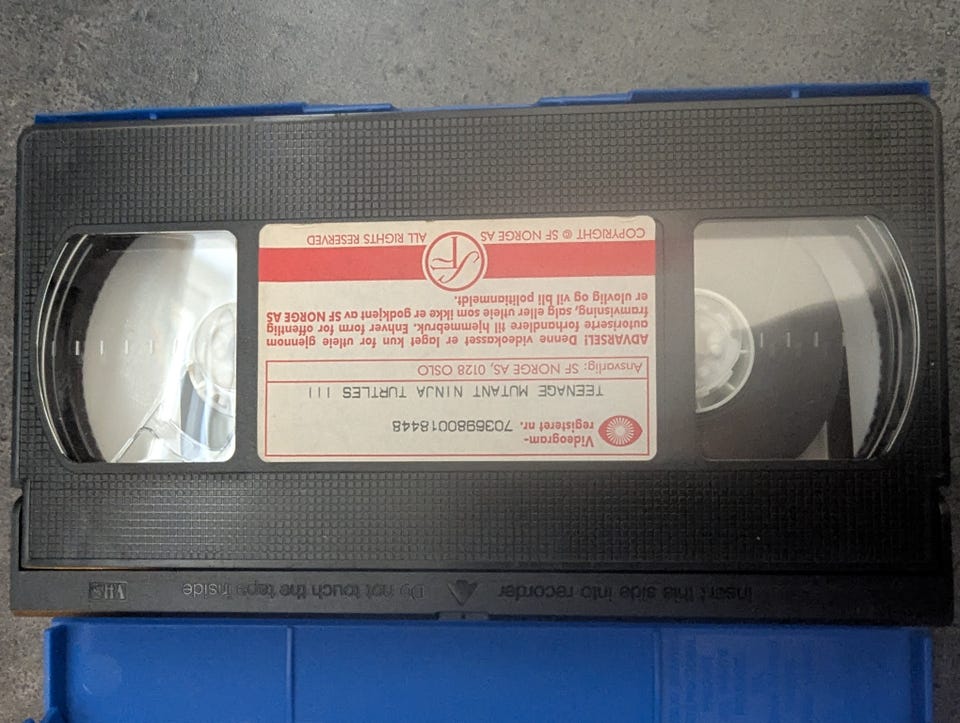 Insert this side into recorder
Do not touch the tape inside
VHS
Videogram-
registeret nr. 7036980018448
TEENAGE MUTANT NINJA TURTLES III
Ansvarlig: SF NORGE AS, 0128 OSLO
ADVARSEL! Denne videokasset er laget kun for utleie gjennom
autoriserte forhandlere til hjemmebruk. Enhver form for offentlig
framvisning, salg eller utleie som ikke er godkjent av SF NORGE AS
er ulovlig og vil bli politianmeldt.
COPYRIGHT © SF NORGE AS SF ALL RIGHTS RESERVED